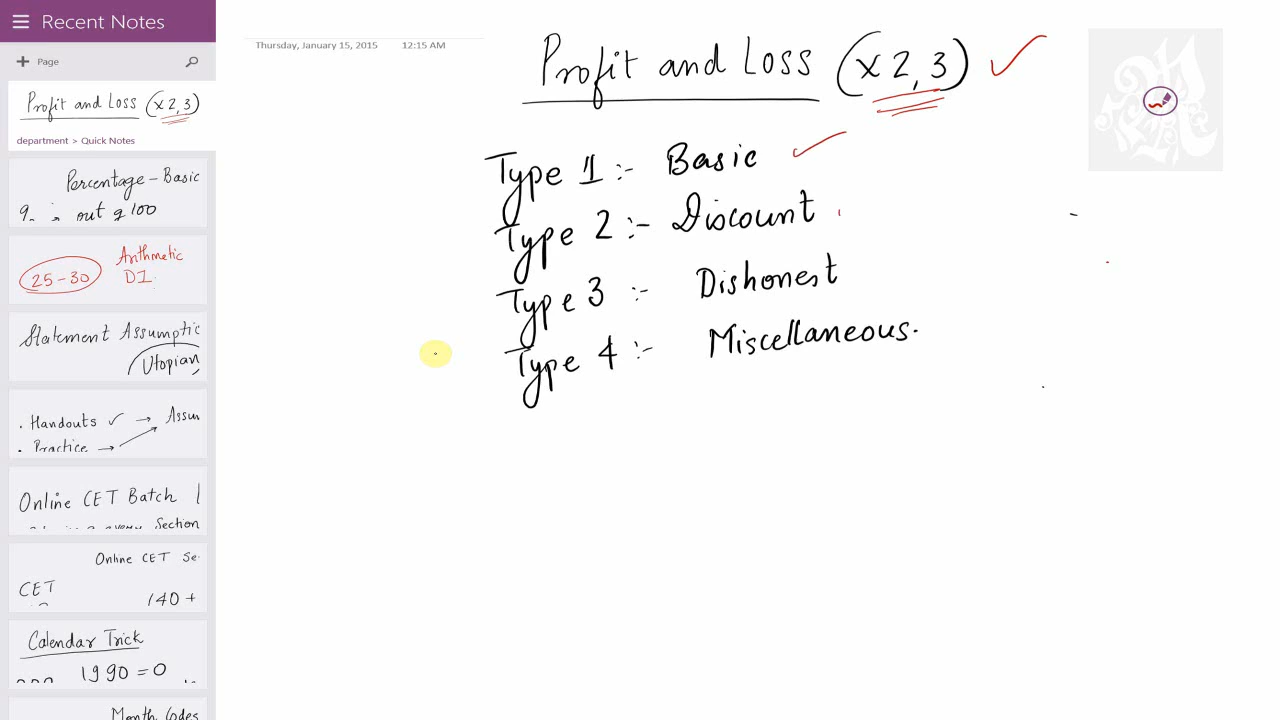 Recent Notes
Page
Profit and Loss (x 2, 3)
department > Quick Notes
Percentage - Basic
out of 100
25-30
Arithmetic
DI
Statement Assumptic
Utopian
. Handouts ✓ → Assum
. Practice →
Online CET Batch |
Section
Online CET Se.
CET
140 +
Calendar Trick
1990 = 0
Month Codes
Thursday, January 15, 2015 12:15 AM
Profit and Loss (x 2, 3) ✓
Type 1 :- Basic ✓
Type 2 :- Discount
Type 3 :- Dishonest
Type 4 :- Miscellaneous.